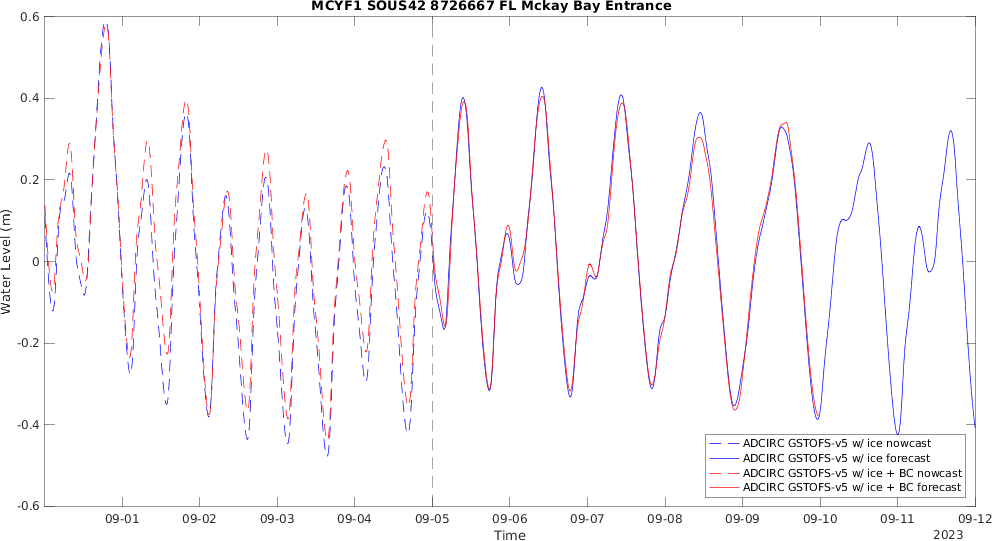 MCYF1 SOUS42 8726667 FL Mckay Bay Entrance
Water Level (m)
0.6
0.4
0.2
0
-0.2
-0.4
-0.6
ADCIRC GSTOFS-v5 w/ ice nowcast
ADCIRC GSTOFS-v5 w/ ice forecast
ADCIRC GSTOFS-v5 w/ ice + BC nowcast
ADCIRC GSTOFS-v5 w/ ice + BC forecast
09-01 09-02 09-03 09-04 09-05 09-06 09-07 09-08 09-09 09-10 09-11 09-12
Time
2023